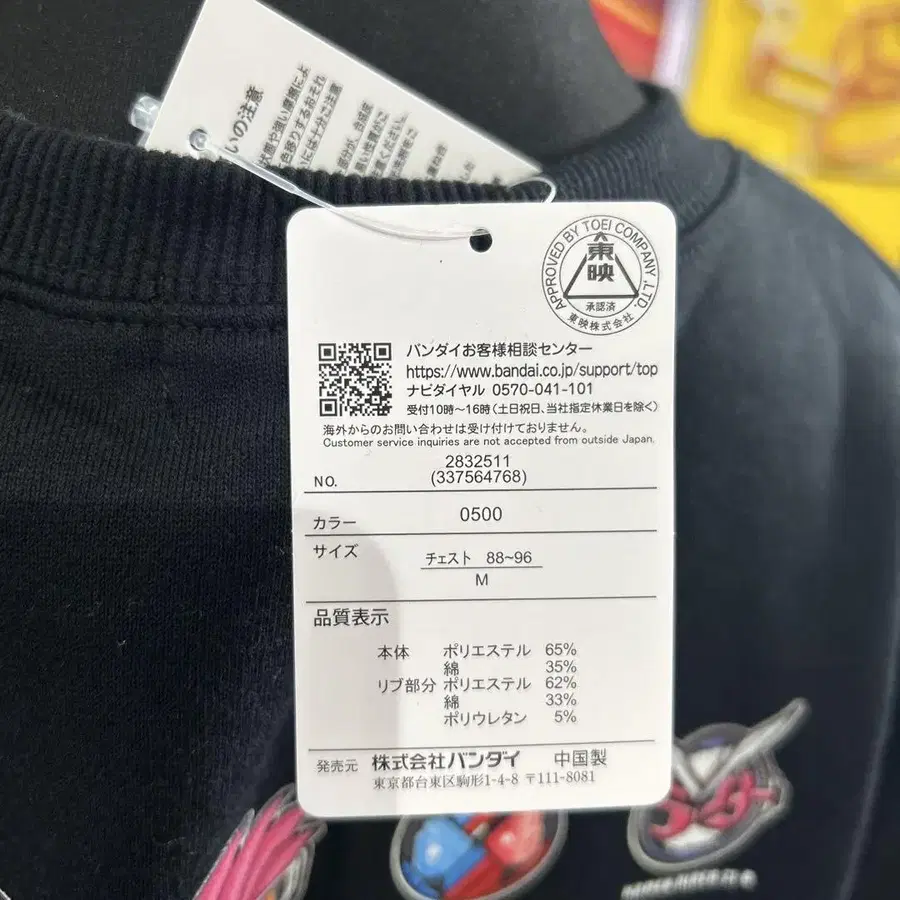 いの注意
APPROVED BY TOEI COMPANY, LTD.
東映
承認済
東映株式会社
バンダイお客様相談センター
https://www.bandai.co.jp/support/top
ナビダイヤル 0570-041-101
受付10時~16時(土日祝日、当社指定休業日を除く)
海外からのお問い合わせは受け付けておりません。
Customer service inquiries are not accepted from outside Japan.
2832511
NO. (337564768)
カラー 0500
サイズ チェスト 88~96
M
品質表示
本体 ポリエステル 65%
綿 35%
リブ部分 ポリエステル 62%
綿 33%
ポリウレタン 5%
発売元 株式会社バンダイ 中国製
東京都台東区駒形1-4-8 〒111-8081